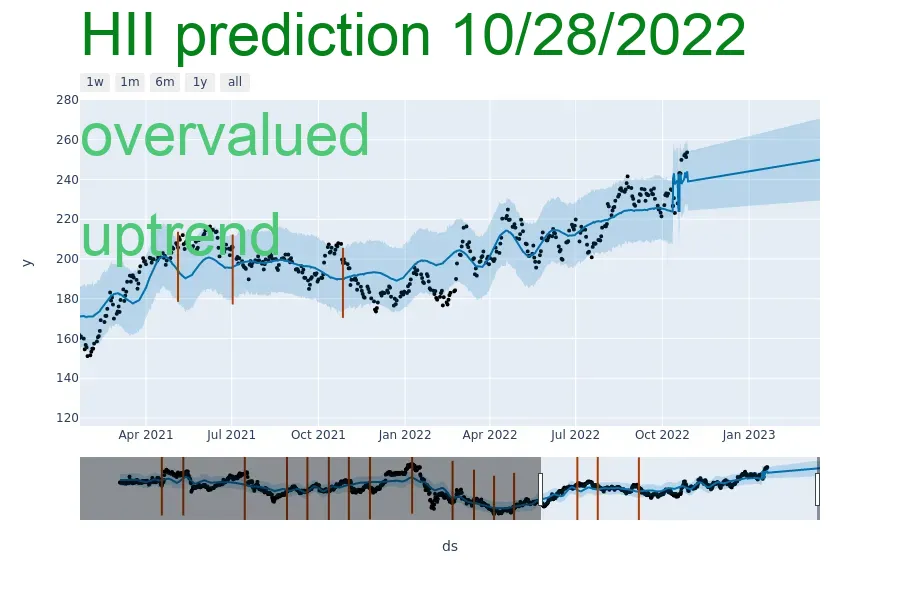 HII prediction 10/28/2022
1w 1m 6m 1y all
280
overvalued
260
240
220
uptrend
200
y
180
160
140
120
Apr 2021 Jul 2021 Oct 2021 Jan 2022 Apr 2022 Jul 2022 Oct 2022 Jan 2023
ds